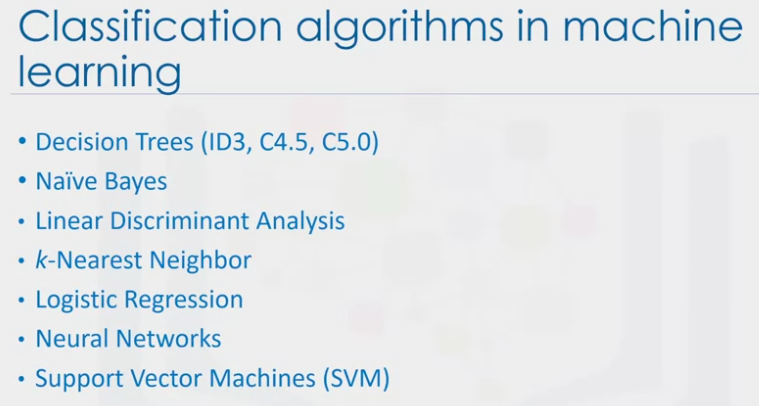 Classification algorithms in machine
learning
• Decision Trees (ID3, C4.5, C5.0)
• Naïve Bayes
• Linear Discriminant Analysis
• k-Nearest Neighbor
• Logistic Regression
• Neural Networks
• Support Vector Machines (SVM)